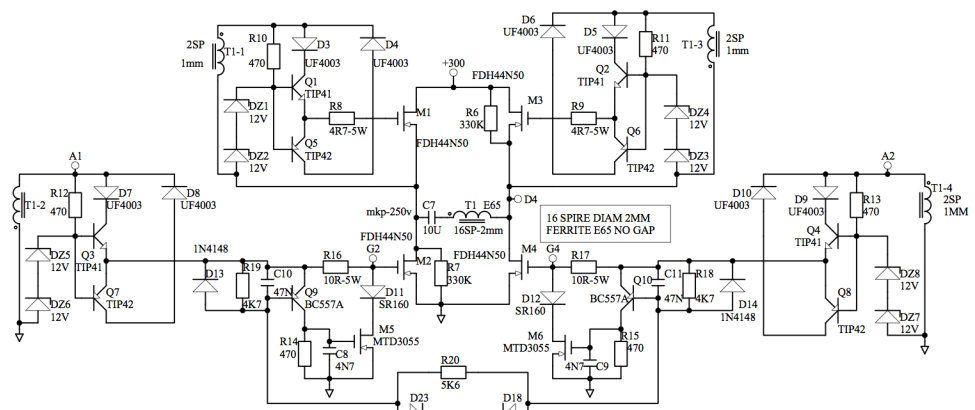 2SP
1mm
T1-1
R10
470
D3
UF4003
D4
UF4003
Q1
TIP41
R8
4R7-5W
M1
FDH44N50
DZ1
12V
DZ2
12V
Q5
TIP42
+300
FDH44N50
R6
330K
M3
D6
UF4003
D5
UF4003
Q2
TIP41
R9
4R7-5W
Q6
TIP42
R11
470
T1-3
2SP
1mm
DZ4
12V
DZ3
12V
A1
T1-2
R12
470
D7
UF4003
D8
UF4003
DZ5
12V
Q3
TIP41
DZ6
12V
Q7
TIP42
mkp-250v
C7
10U
T1
E65
16SP-2mm
D4
16 SPIRE DIAM 2MM
FERRITE E65 NO GAP
1N4148
D13
R19
4K7
C10
47N
Q9
BC557A
R16
10R-5W
G2
FDH44N50
M2
R7
330K
D11
SR160
R14
470
C8
4N7
M5
MTD3055
FDH44N50
M4
G4
R17
10R-5W
D12
SR160
M6
MTD3055
BC557A
Q10
C11
47N
R18
4K7
D14
1N4148
R15
470
4N7
C9
A2
D10
UF4003
D9
UF4003
R13
470
T1-4
2SP
1MM
Q4
TIP41
DZ8
12V
Q8
TIP42
DZ7
12V
R20
5K6
D23
D18